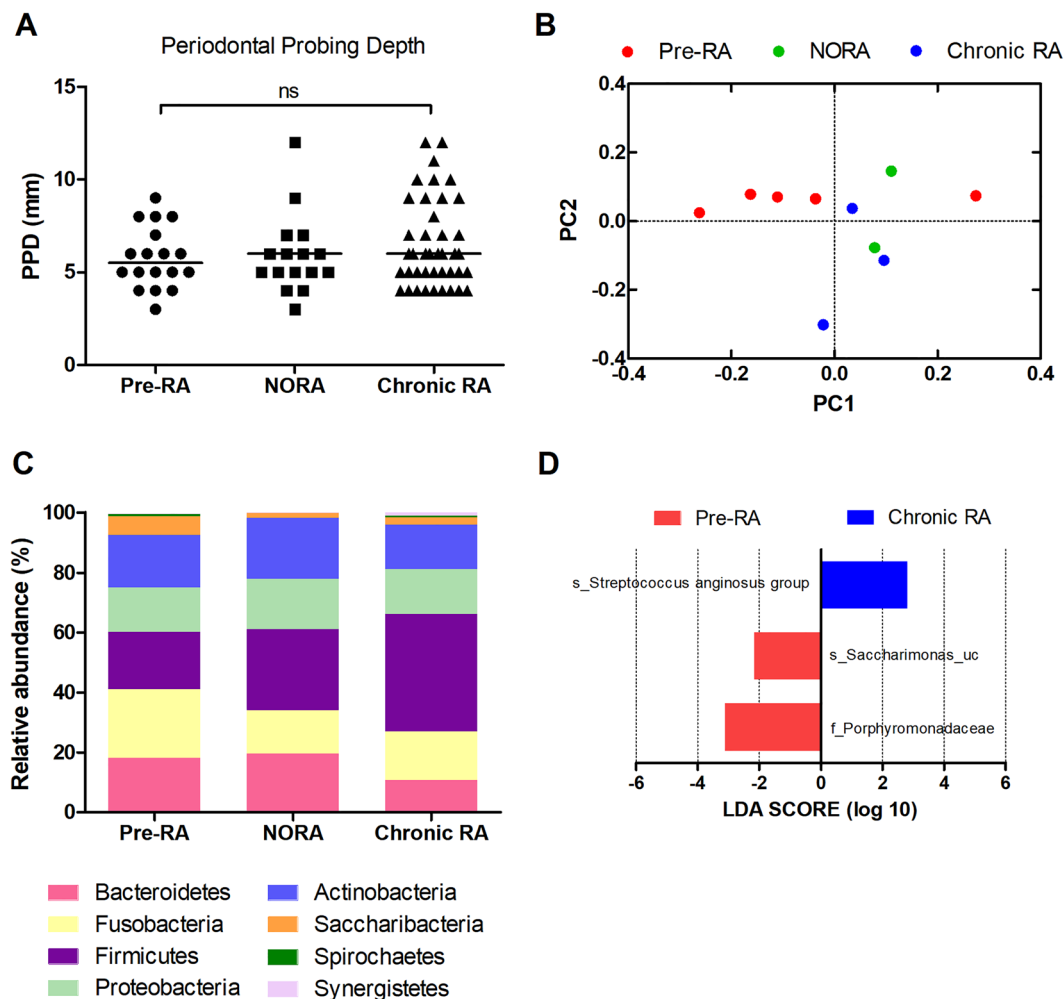 A
Periodontal Probing Depth
ns
15
10
5
0
PPD (mm)
Pre-RA NORA Chronic RA
B
Pre-RA NORA Chronic RA
0.4
0.2
0.0
-0.2
-0.4
PC2
-0.4 -0.2 0.0 0.2 0.4
PC1
C
100
80
60
40
20
0
Relative abundance (%)
Pre-RA NORA Chronic RA
Bacteroidetes Actinobacteria
Fusobacteria Saccharibacteria
Firmicutes Spirochaetes
Proteobacteria Synergistetes
D
Pre-RA Chronic RA
s_Streptococcus anginosus group
s_Saccharimonas_uc
f_Porphyromonadaceae
-6 -4 -2 0 2 4 6
LDA SCORE (log 10)